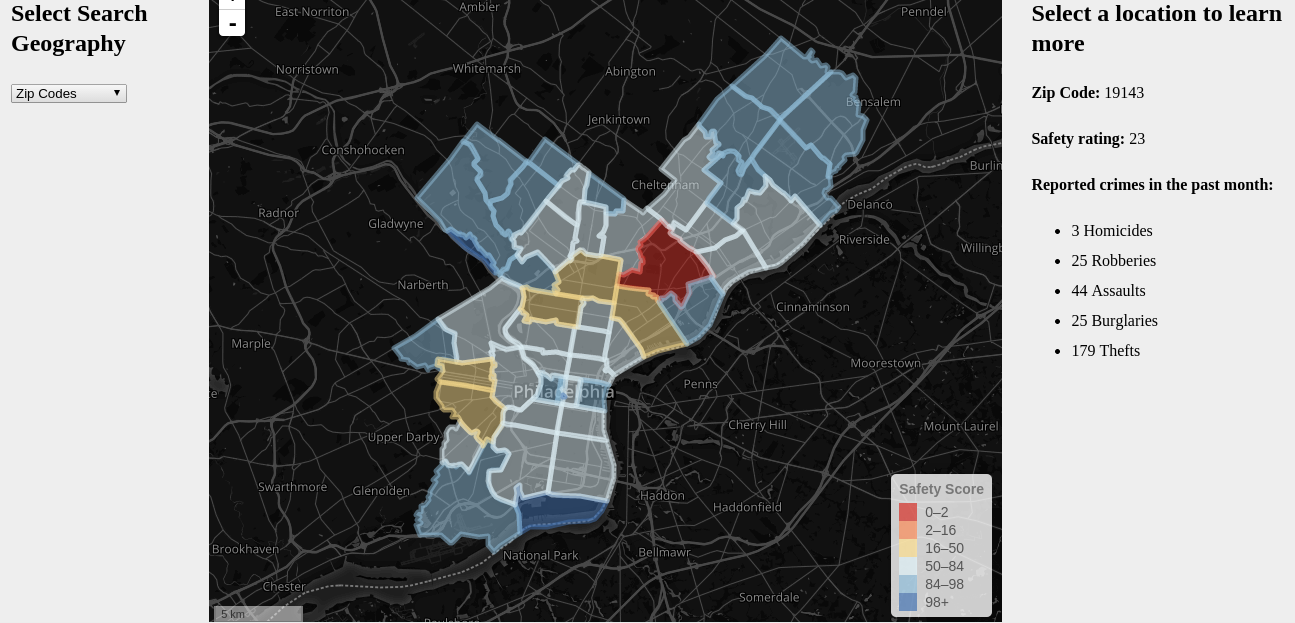 Select Search
Geography
Zip Codes
-
East Norriton
Ambler
Penndel
Norristown
Whitemarsh
Abington
Bensalem
Jenkintown
Conshohocken
Burlin
Cheltenham
Radnor
Gladwyne
Delanco
Riverside
Willingb
Narberth
Cinnaminson
Marple
Moorestown
Penns
Philadelphia
Cherry Hill
Mount Laurel
Upper Darby
Swarthmore
Glenolden
Haddon
Haddonfield
Brookhaven
National Park
Bellmawr
Chester
Somerdale
5 km
Safety Score
0–2
2–16
16–50
50–84
84–98
98+
Select a location to learn
more
Zip Code: 19143
Safety rating: 23
Reported crimes in the past month:
• 3 Homicides
• 25 Robberies
• 44 Assaults
• 25 Burglaries
• 179 Thefts